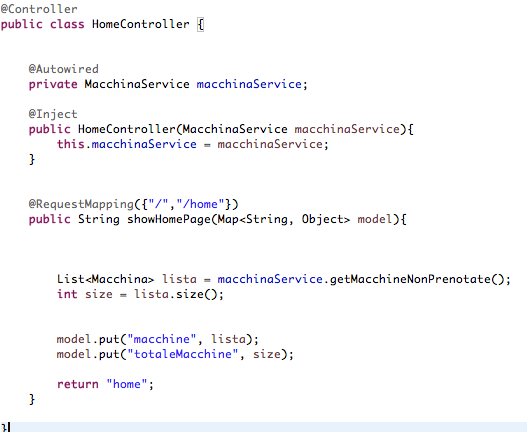 @Controller
public class HomeController {
@Autowired
private MacchinaService macchinaService;
@Inject
public HomeController(MacchinaService macchinaService){
this.macchinaService = macchinaService;
}
@RequestMapping({"/","/home"})
public String showHomePage(Map<String, Object> model){
List<Macchina> lista = macchinaService.getMacchineNonPrenotate();
int size = lista.size();
model.put("macchine", lista);
model.put("totaleMacchine", size);
return "home";
}
}